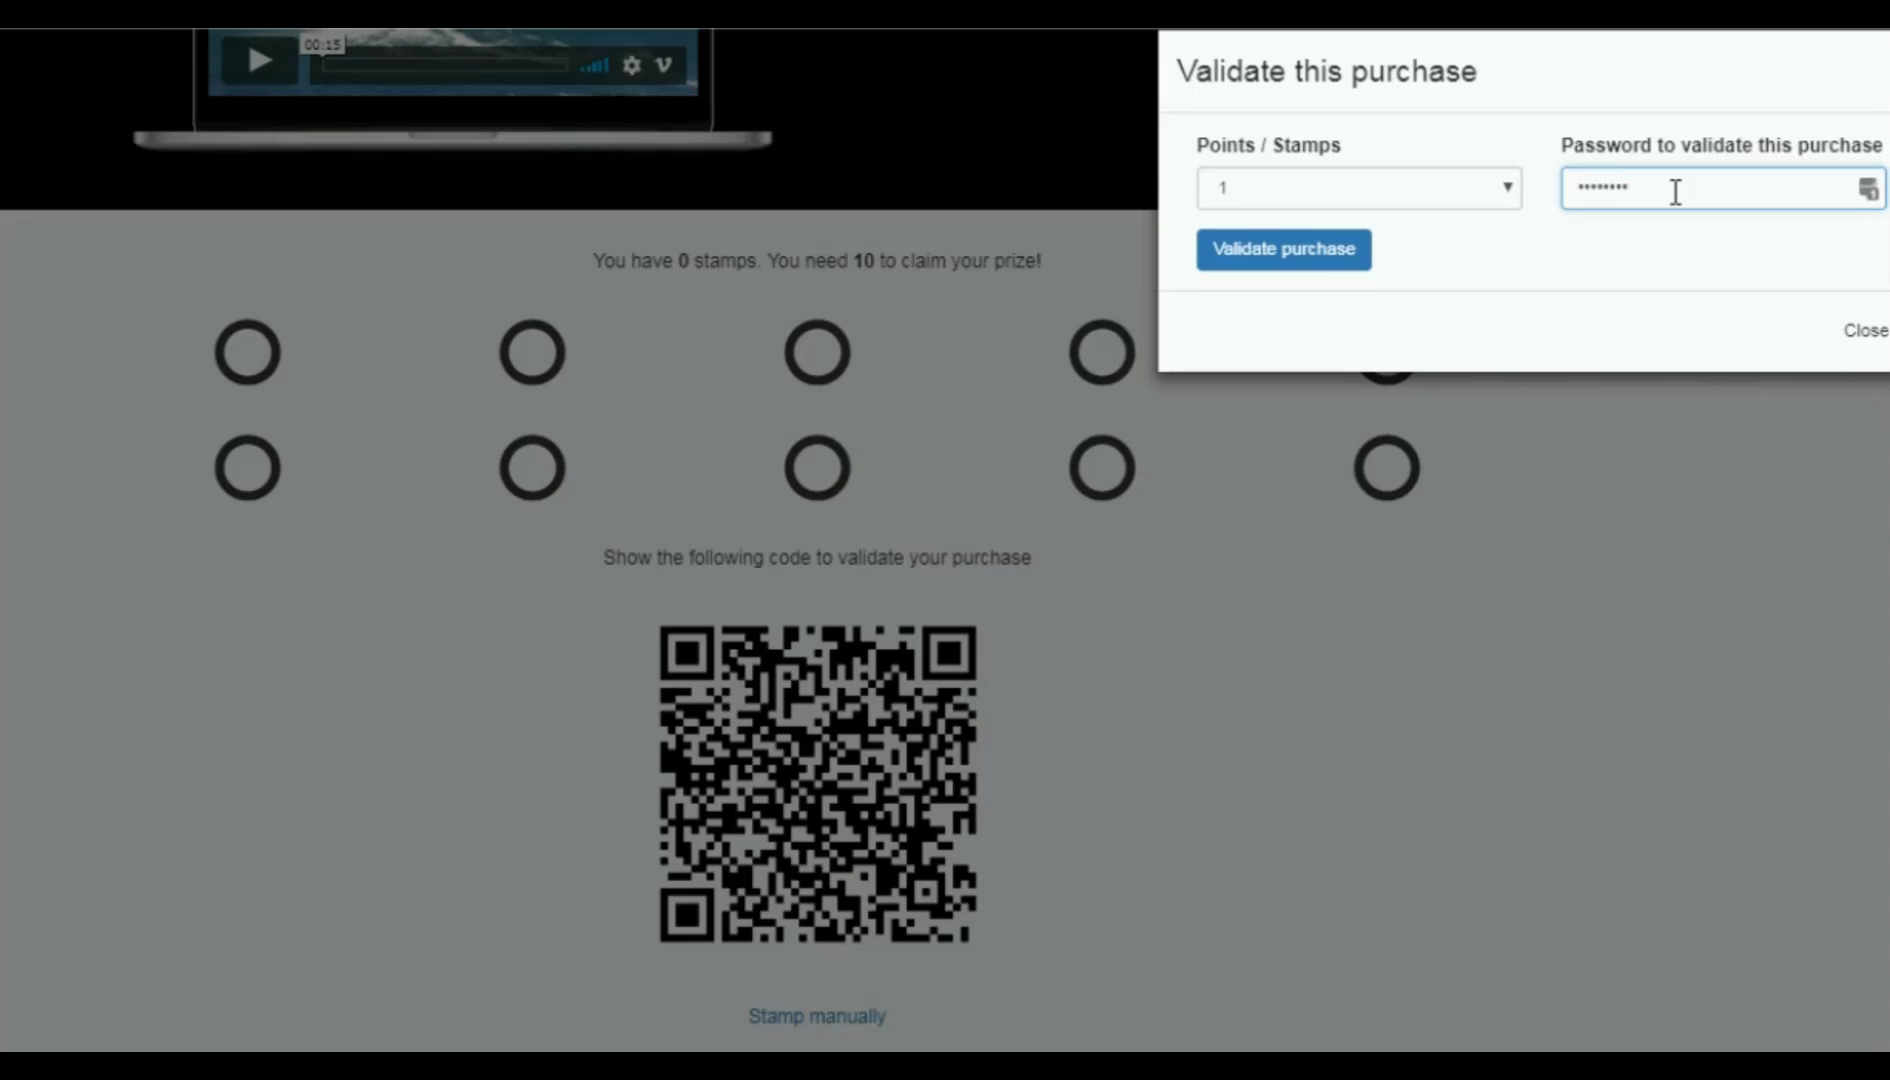 00:15
Validate this purchase
Points / Stamps
Password to validate this purchase
1
••••••••
Validate purchase
Close
You have 0 stamps. You need 10 to claim your prize!
Show the following code to validate your purchase
Stamp manually